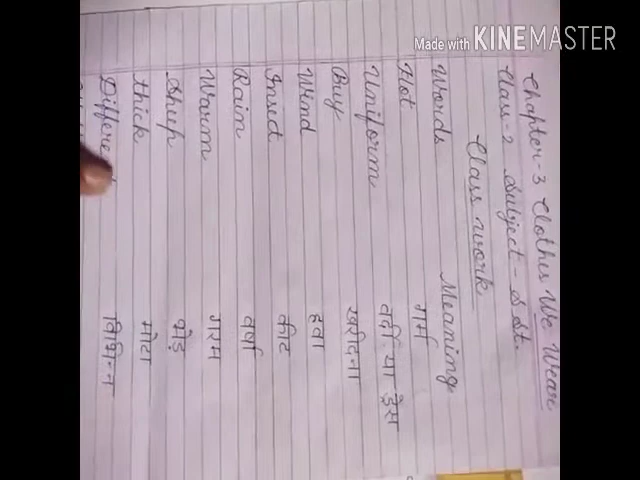 Made with KINEMASTER
Chapter-3 Clothes We Wear
Class-2 Subject-S St.
Class work
Words Meaning
Hot गर्मी
Uniform वर्दी या ड्रेस
Buy खरीदना
Wind हवा
Insect कीट
Rain वर्षा
Warm गरम
Sheep भेड़
thick मोटा
विभिन्न